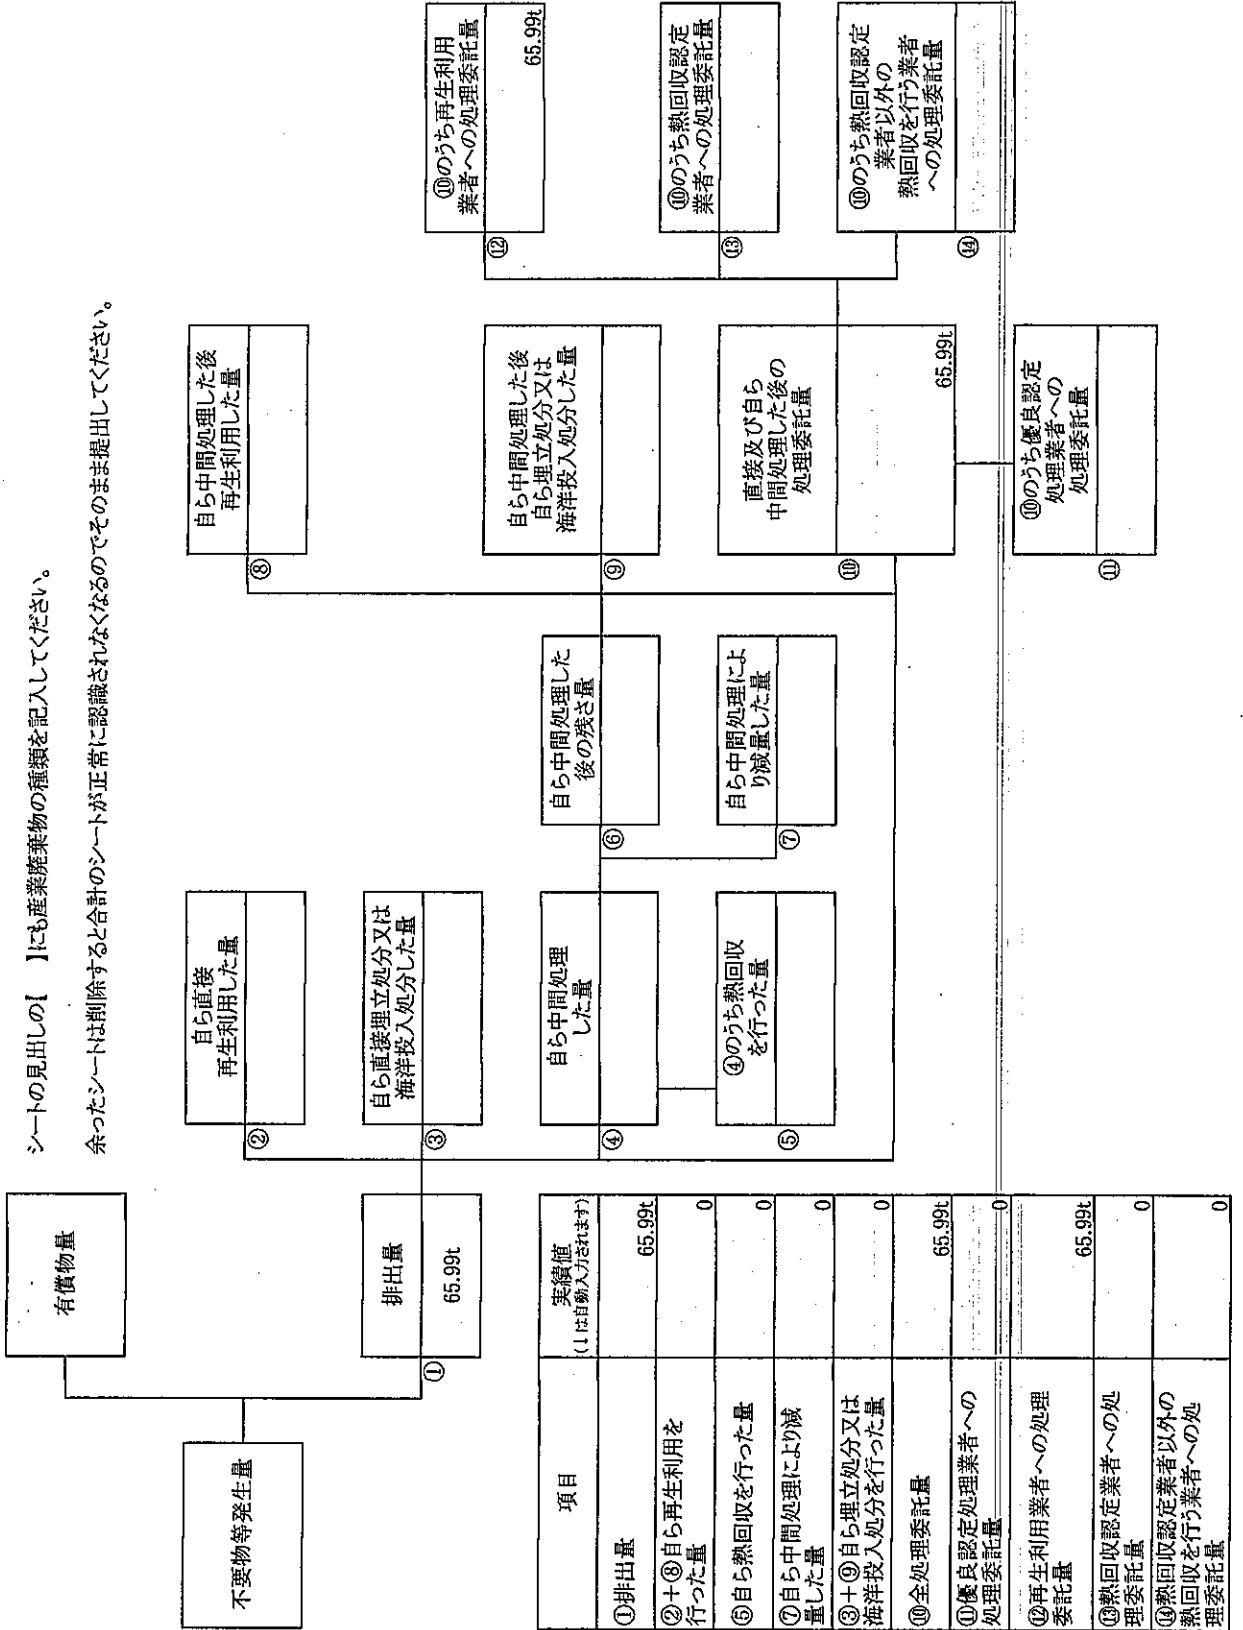 シートの見出しの【　】にも産業廃棄物の種類を記入してください。
余ったシートは削除すると合計のシートが正常に認識されなくなるのでそのまま提出してください。
不要物等発生量
有償物量
①
排出量
65.99t
②
自ら直接
再生利用した量
③
自ら直接埋立処分又は
海洋投入処分した量
④
自ら中間処理
した量
⑤
④のうち熱回収
を行った量
⑥
自ら中間処理した
後の残さ量
⑦
自ら中間処理によ
り減量した量
⑧
自ら中間処理した後
再生利用した量
⑨
自ら中間処理した後
自ら埋立処分又は
海洋投入処分した量
⑩
直接及び自ら
中間処理した後の
処理委託量
65.99t
⑪
⑩のうち優良認定
処理業者への
処理委託量
⑫
⑩のうち再生利用
業者への処理委託量
65.99t
⑬
⑩のうち熱回収認定
業者への処理委託量
⑭
⑩のうち熱回収認定
業者以外の
熱回収を行う業者
への処理委託量
項目
実績値
(↓は自動入力されます)
①排出量
65.99t
②+⑧自ら再生利用を
行った量
0
⑤自ら熱回収を行った量
0
⑦自ら中間処理により減
量した量
0
③+⑨自ら埋立処分又は
海洋投入処分を行った量
0
⑩全処理委託量
65.99t
⑪優良認定処理業者への
処理委託量
0
⑫再生利用業者への処理
委託量
65.99t
⑬熱回収認定業者への処
理委託量
0
⑭熱回収認定業者以外の
熱回収を行う業者への処
理委託量
0